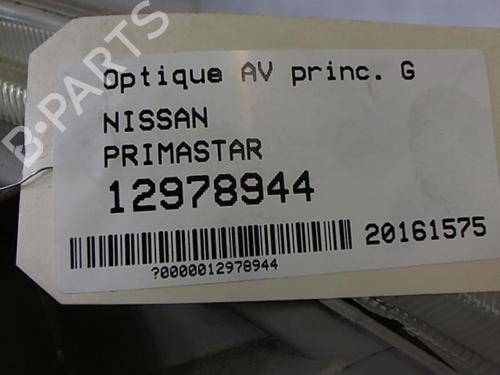 Optique AV princ. G
NISSAN
PRIMASTAR
12978944
20161575
?0000012978944
B-PARTS